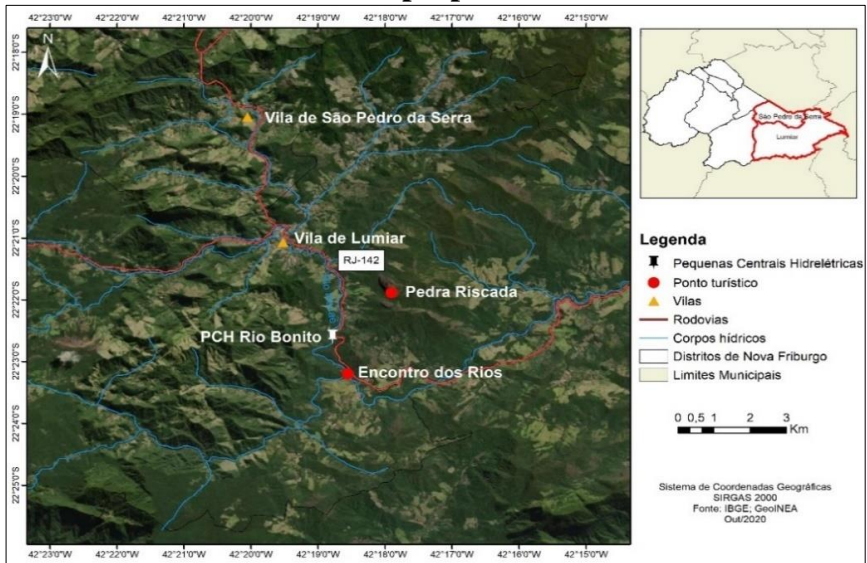 42°23'0"O 42°22'0"O 42°21'0"O 42°20'0"O 42°19'0"O 42°18'0"O 42°17'0"O 42°16'0"O 42°15'0"O
22°18'0"S
22°19'0"S
22°20'0"S
22°21'0"S
22°22'0"S
22°23'0"S
22°24'0"S
22°25'0"S
N
Vila de São Pedro da Serra
Vila de Lumiar
RJ-142
Pedra Riscada
PCH Rio Bonito
Encontro dos Rios
42°23'0"O 42°22'0"O 42°21'0"O 42°20'0"O 42°19'0"O 42°18'0"O 42°17'0"O 42°16'0"O 42°15'0"O
São Pedro da Serra
Lumiar
Legenda
Pequenas Centrais Hidrelétricas
Ponto turístico
Vilas
Rodovias
Corpos hídricos
Distritos de Nova Friburgo
Limites Municipais
0 0,5 1 2 3
Km
Sistema de Coordenadas Geográficas
SIRGAS 2000
Fonte: IBGE; GeoINEA
Out/2020